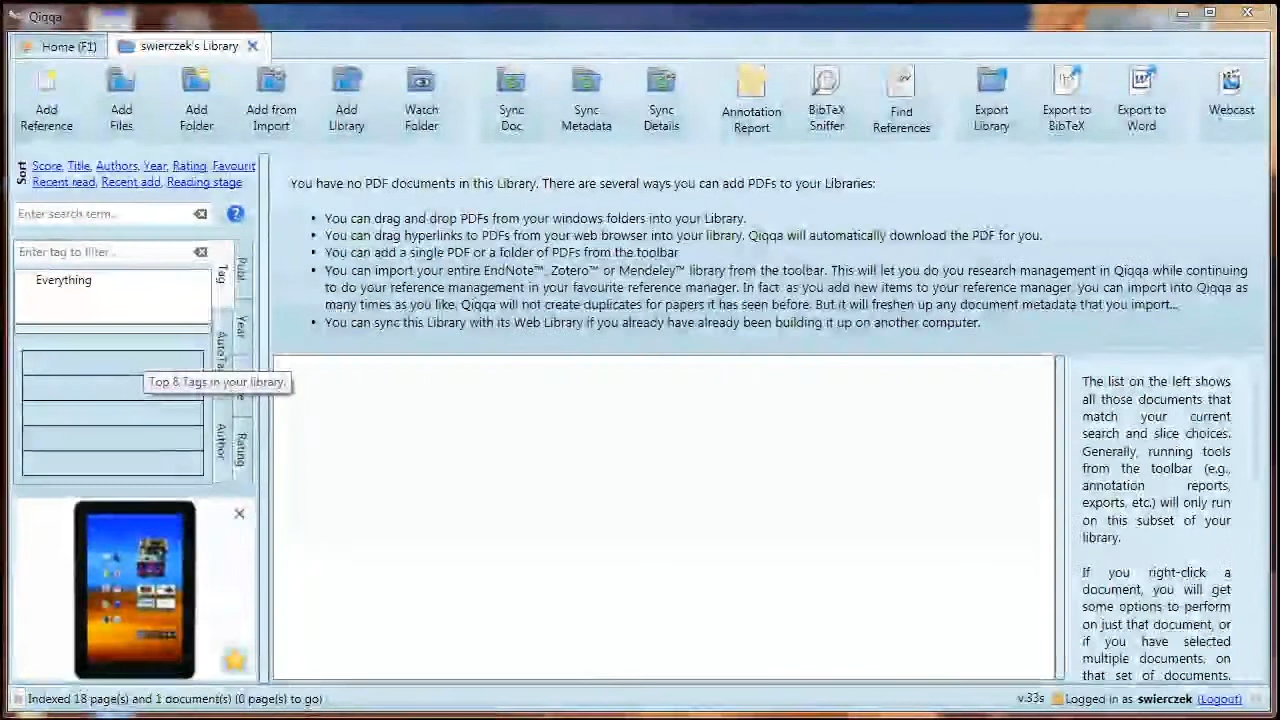 Qiqqa
Home (F1)
swierczek's Library
Add Reference
Add Files
Add Folder
Add from Import
Add Library
Watch Folder
Sync Doc
Sync Metadata
Sync Details
Annotation Report
BibTeX Sniffer
Find References
Export Library
Export to BibTeX
Export to Word
Webcast
Sort
Score, Title, Authors, Year, Rating, Favourit
Recent read, Recent add, Reading stage
Enter search term...
Enter tag to filter...
Everything
Tag
Publ.
Year
AutoTa
e
Author
Rating
Top 8 Tags in your library.
You have no PDF documents in this Library. There are several ways you can add PDFs to your Libraries:
• You can drag and drop PDFs from your windows folders into your Library.
• You can drag hyperlinks to PDFs from your web browser into your library. Qiqqa will automatically download the PDF for you.
• You can add a single PDF or a folder of PDFs from the toolbar
• You can import your entire EndNote™, Zotero™ or Mendeley™ library from the toolbar. This will let you do you research management in Qiqqa while continuing
to do your reference management in your favourite reference manager. In fact as you add new items to your reference manager, you can import into Qiqqa as
many times as you like. Qiqqa will not create duplicates for papers it has seen before. But it will freshen up any document metadata that you import...
• You can sync this Library with its Web Library if you already have already been building it up on another computer.
The list on the left shows
all those documents that
match your current
search and slice choices.
Generally, running tools
from the toolbar (e.g.,
annotation reports,
exports, etc.) will only run
on this subset of your
library.
If you right-click a
document, you will get
some options to perform
on just that document, or
if you have selected
multiple documents, on
that set of documents.
Indexed 18 page(s) and 1 document(s) (0 page(s) to go)
v.33s
Logged in as swierczek (Logout)